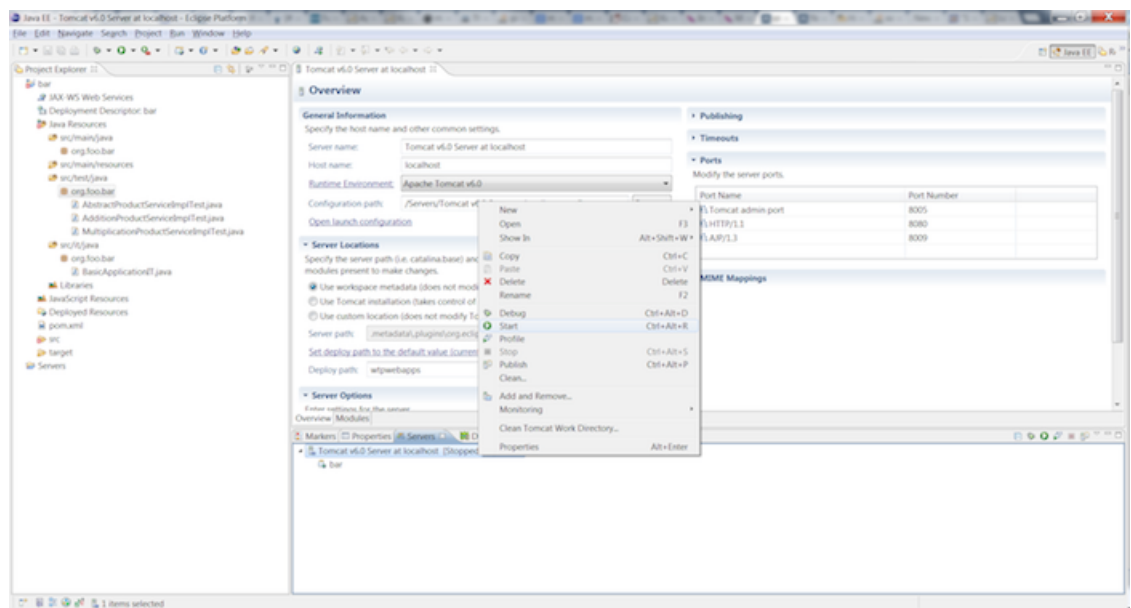 Java EE - Tomcat v6.0 Server at localhost - Eclipse Platform
File Edit Navigate Search Project Run Window Help
Java EE
Project Explorer
Tomcat v6.0 Server at localhost
bar
JAX-WS Web Services
Deployment Descriptor: bar
Java Resources
src/main/java
org.foo.bar
src/main/resources
src/test/java
org.foo.bar
AbstractProductServiceImplTest.java
AdditionProductServiceImplTest.java
MultiplicationProductServiceImplTest.java
src/it/java
org.foo.bar
BasicApplicationIT.java
Libraries
JavaScript Resources
Deployed Resources
pom.xml
src
target
Servers
Overview
General Information
Specify the host name and other common settings.
Server name: Tomcat v6.0 Server at localhost
Host name: localhost
Runtime Environment: Apache Tomcat v6.0
Configuration path: /Servers/Tomcat v6
Open launch configuration
Server Locations
Specify the server path (i.e. catalina.base) and
modules present to make changes.
Use workspace metadata (does not modi
Use Tomcat installation (takes control of
Use custom location (does not modify To
Server path: .metadata\.plugins\org.eclip
Set deploy path to the default value (curren
Deploy path: wtpwebapps
Server Options
Enter settings for the server.
Overview Modules
Publishing
Timeouts
Ports
Modify the server ports.
Port Name Port Number
Tomcat admin port 8005
HTTP/1.1 8080
AJP/1.3 8009
MIME Mappings
New
Open F3
Show In Alt+Shift+W
Copy Ctrl+C
Paste Ctrl+V
Delete Delete
Rename F2
Debug Ctrl+Alt+D
Start Ctrl+Alt+R
Profile
Stop Ctrl+Alt+S
Publish Ctrl+Alt+P
Clean...
Add and Remove...
Monitoring
Clean Tomcat Work Directory...
Properties Alt+Enter
Markers Properties Servers D
Tomcat v6.0 Server at localhost [Stopped
bar
1 items selected